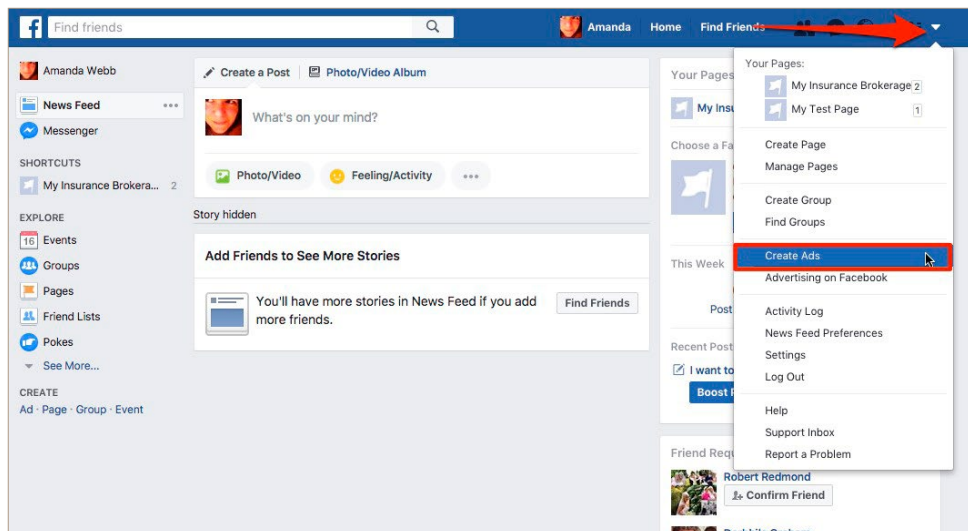 f
Find friends
Amanda
Home
Find Friends
Amanda Webb
News Feed
Messenger
SHORTCUTS
My Insurance Brokera... 2
EXPLORE
16 Events
Groups
Pages
Friend Lists
Pokes
See More...
CREATE
Ad · Page · Group · Event
Create a Post
Photo/Video Album
What's on your mind?
Photo/Video
Feeling/Activity
Story hidden
Add Friends to See More Stories
You'll have more stories in News Feed if you add
more friends.
Find Friends
Your Pages
My Insu
Choose a Fa
This Week
Post
Recent Post
I want to
Boost
Friend Requ
Robert Redmond
Confirm Friend
Your Pages:
My Insurance Brokerage 2
My Test Page 1
Create Page
Manage Pages
Create Group
Find Groups
Create Ads
Advertising on Facebook
Activity Log
News Feed Preferences
Settings
Log Out
Help
Support Inbox
Report a Problem